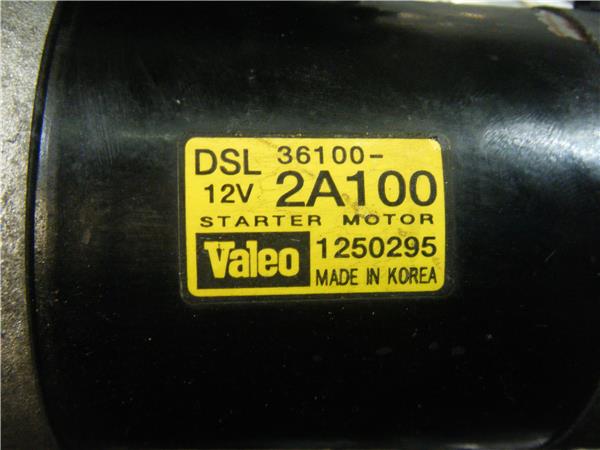 DSL 36100-
12V 2A100
STARTER MOTOR
Valeo 1250295
MADE IN KOREA